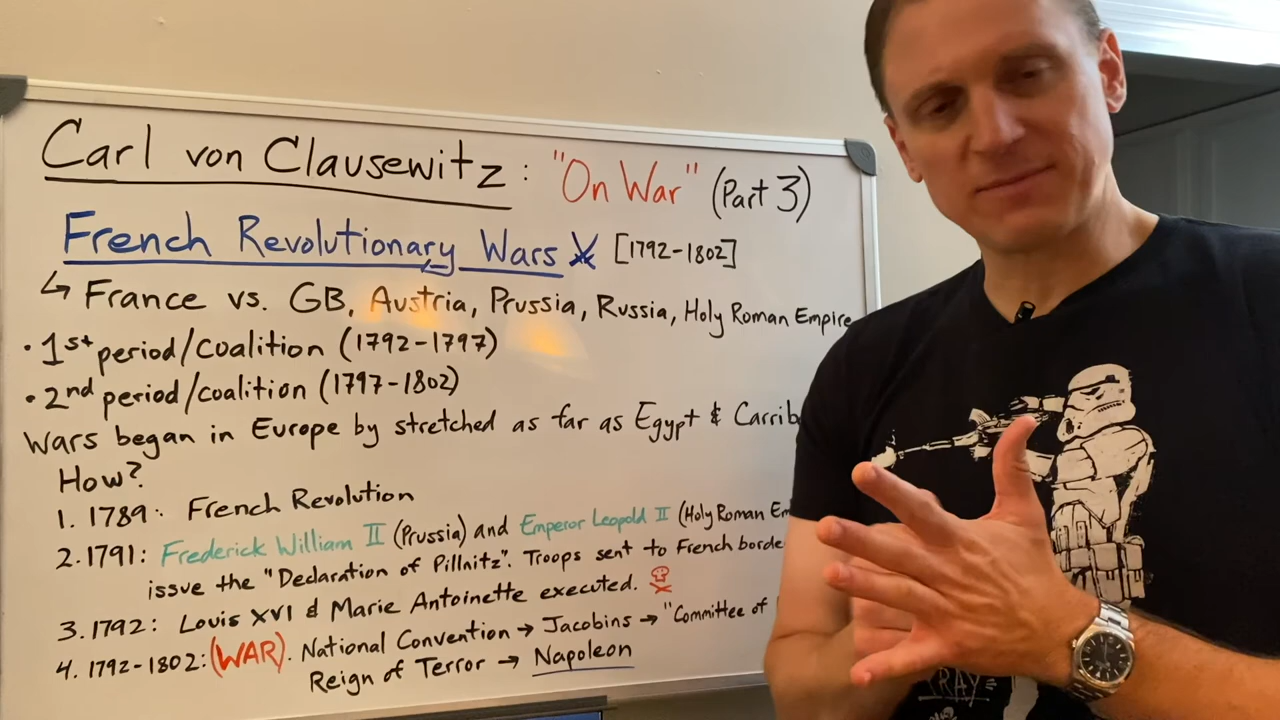 Carl von Clausewitz: "On War" (Part 3)
French Revolutionary Wars [1792-1802]
↳ France vs. GB, Austria, Prussia, Russia, Holy Roman Empire
• 1st period/coalition (1792-1797)
• 2nd period/coalition (1797-1802)
Wars began in Europe by stretched as far as Egypt & Carrib
How?
1. 1789: French Revolution
2. 1791: Frederick William II (Prussia) and Emperor Leopold II (Holy Roman Em
issue the "Declaration of Pillnitz". Troops sent to French borde
3. 1792: Louis XVI & Marie Antoinette executed.
4. 1792-1802: (WAR). National Convention → Jacobins → "Committee of
Reign of Terror → Napoleon